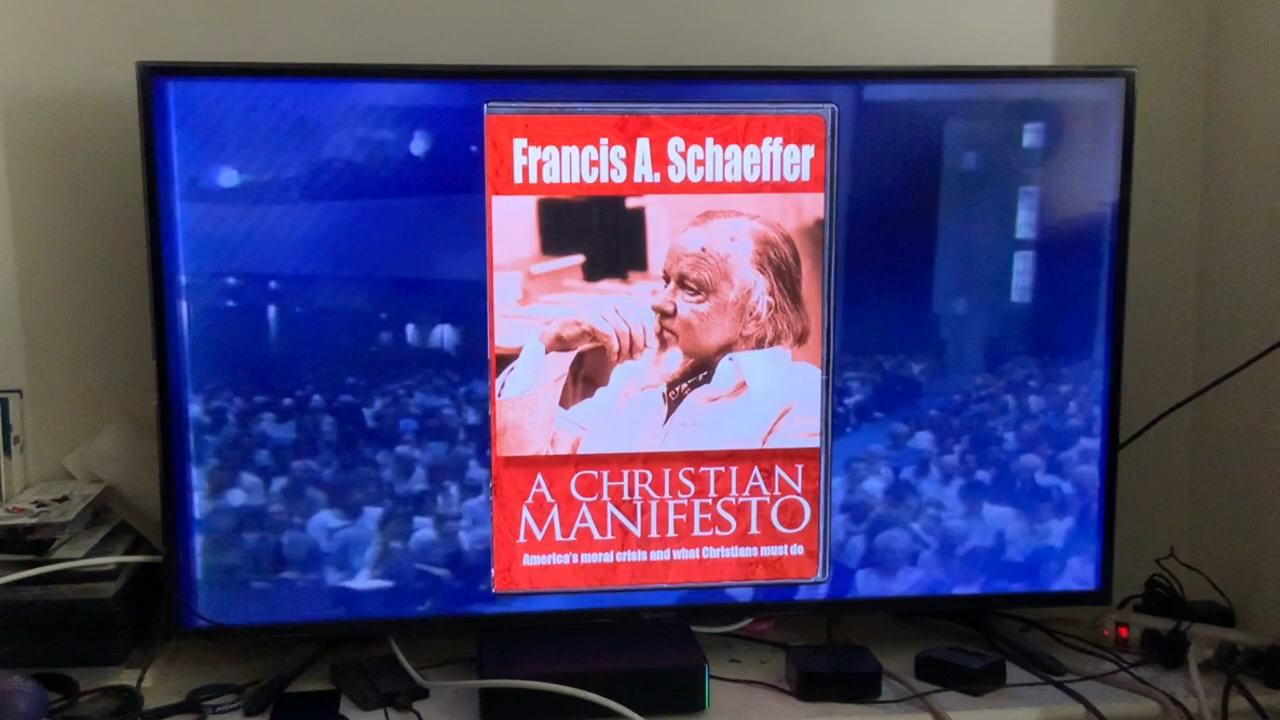 Francis A. Schaeffer
A CHRISTIAN
MANIFESTO
America's moral crisis and what Christians must do